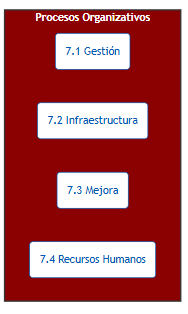 Procesos Organizativos
7.1 Gestión
7.2 Infraestructura
7.3 Mejora
7.4 Recursos Humanos